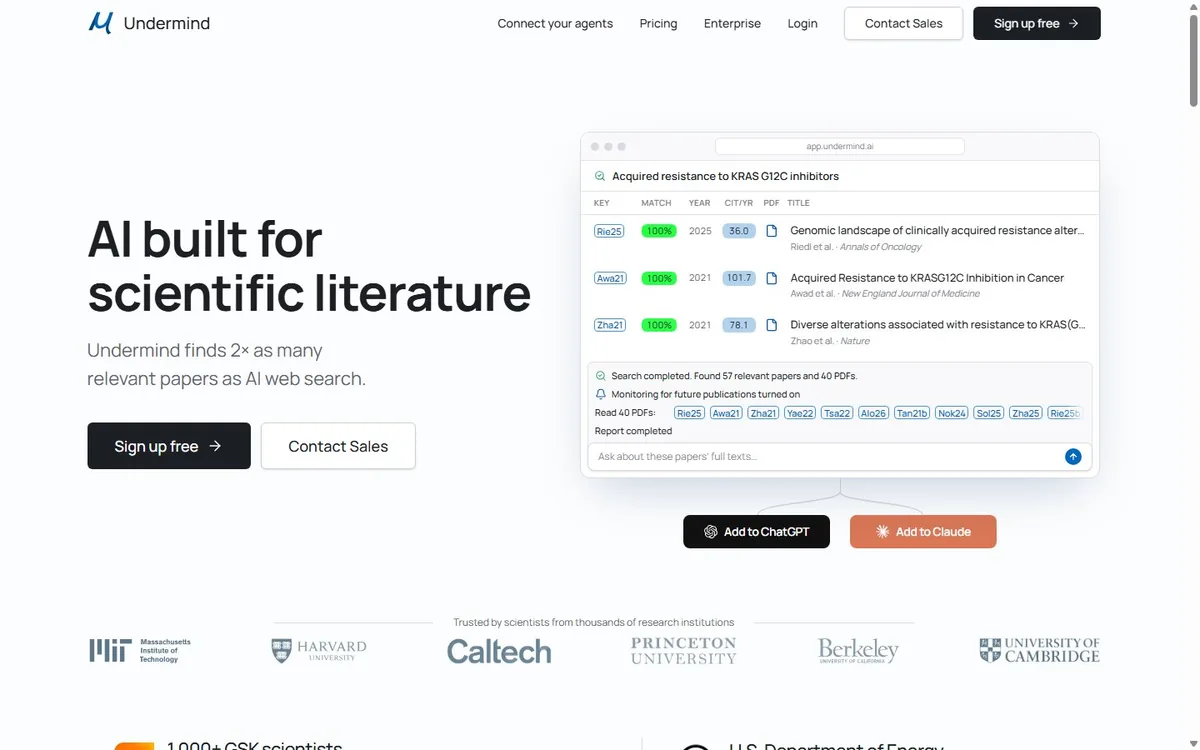 Undermind
Connect your agents
Pricing
Enterprise
Login
Contact Sales
Sign up free →
AI built for
scientific literature
Undermind finds 2× as many
relevant papers as AI web search.
Sign up free →
Contact Sales
app.undermind.ai
Acquired resistance to KRAS G12C inhibitors
KEY MATCH YEAR CIT/YR PDF TITLE
Rie25 100% 2025 36.0 Genomic landscape of clinically acquired resistance alter...
Riedl et al. · Annals of Oncology
Awa21 100% 2021 101.7 Acquired Resistance to KRASG12C Inhibition in Cancer
Awad et al. · New England Journal of Medicine
Zha21 100% 2021 78.1 Diverse alterations associated with resistance to KRAS(G...
Zhao et al. · Nature
Search completed. Found 57 relevant papers and 40 PDFs.
Monitoring for future publications turned on
Read 40 PDFs: Rie25 Awa21 Zha21 Yae22 Tsa22 Alo26 Tan21b Nok24 Sol25 Zha25 Rie25b
Report completed
Ask about these papers' full texts...
Add to ChatGPT
Add to Claude
Trusted by scientists from thousands of research institutions
MIT Massachusetts
Institute of
Technology
HARVARD
UNIVERSITY
Caltech
PRINCETON
UNIVERSITY
Berkeley
UNIVERSITY OF CALIFORNIA
UNIVERSITY OF
CAMBRIDGE
1,000+ GSK scientists
U.S. Department of Energy